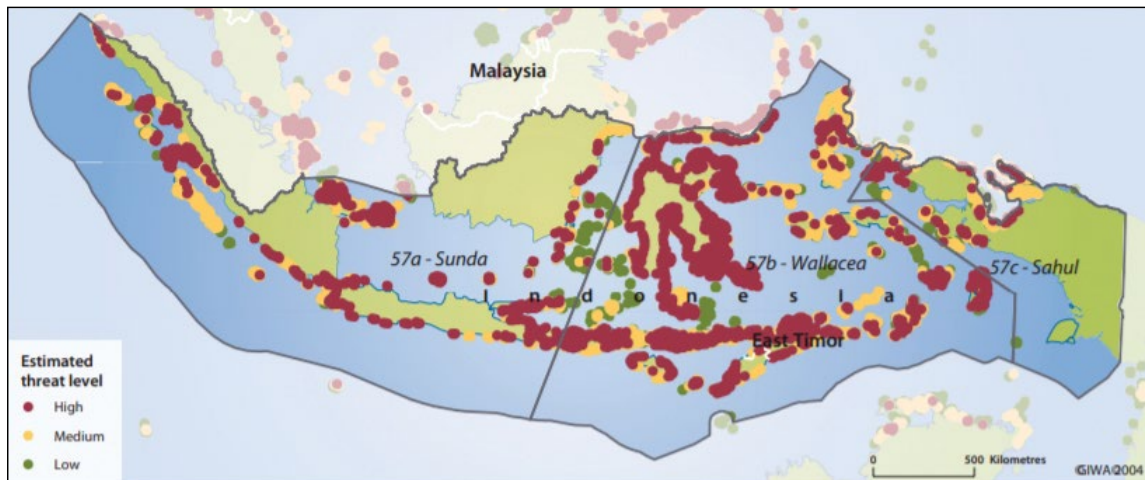 Malaysia
57a - Sunda
57b - Wallacea
57c - Sahul
Indonesia
East Timor
Estimated
threat level
High
Medium
Low
0 500 Kilometres
©GIWA 2004